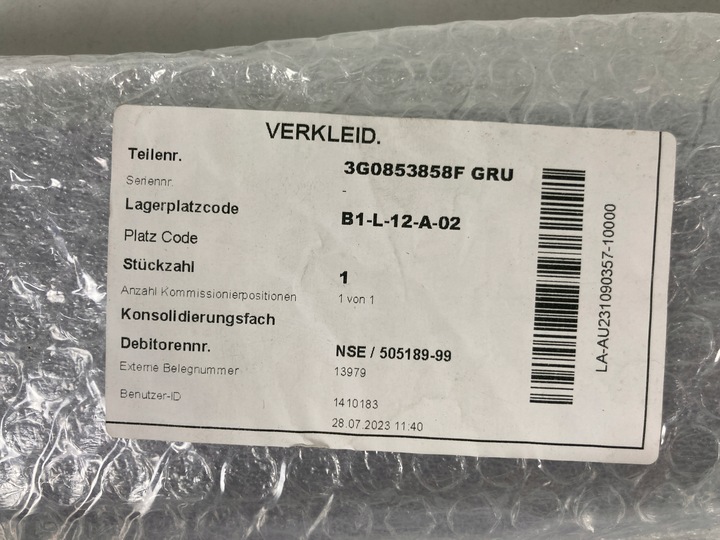 VERKLEID.
Teilenr. 3G0853858F GRU
Seriennr. -
Lagerplatzcode B1-L-12-A-02
Platz Code
Stückzahl 1
Anzahl Kommissionierpositionen 1 von 1
Konsolidierungsfach
Debitorennr. NSE / 505189-99
Externe Belegnummer 13979
Benutzer-ID 1410183
28.07.2023 11:40
LA-AU231090357-10000